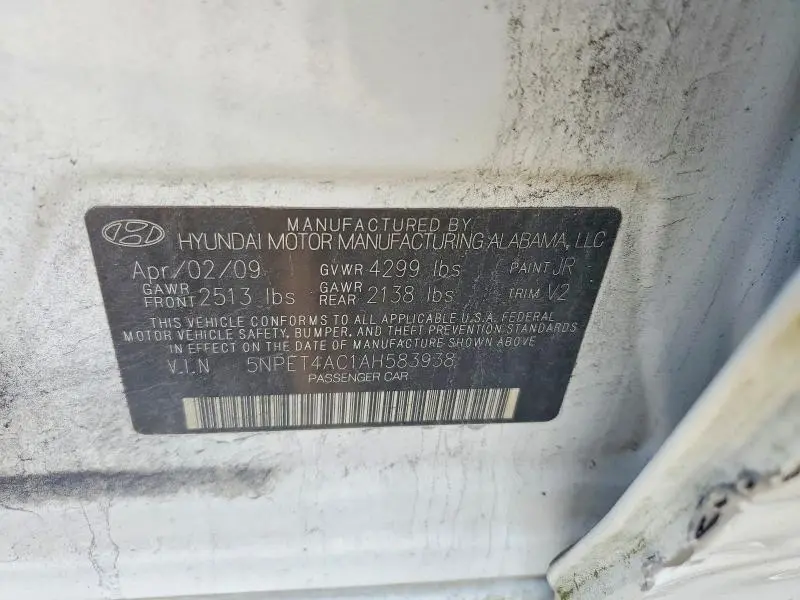 MANUFACTURED BY
HYUNDAI MOTOR MANUFACTURING ALABAMA, LLC
Apr/02/09 GVWR 4299 lbs PAINT JR
GAWR FRONT 2513 lbs GAWR REAR 2138 lbs TRIM V2
THIS VEHICLE CONFORMS TO ALL APPLICABLE U.S.A. FEDERAL
MOTOR VEHICLE SAFETY, BUMPER, AND THEFT PREVENTION STANDARDS
IN EFFECT ON THE DATE OF MANUFACTURE SHOWN ABOVE
V.I.N 5NPET4AC1AH583938
PASSENGER CAR